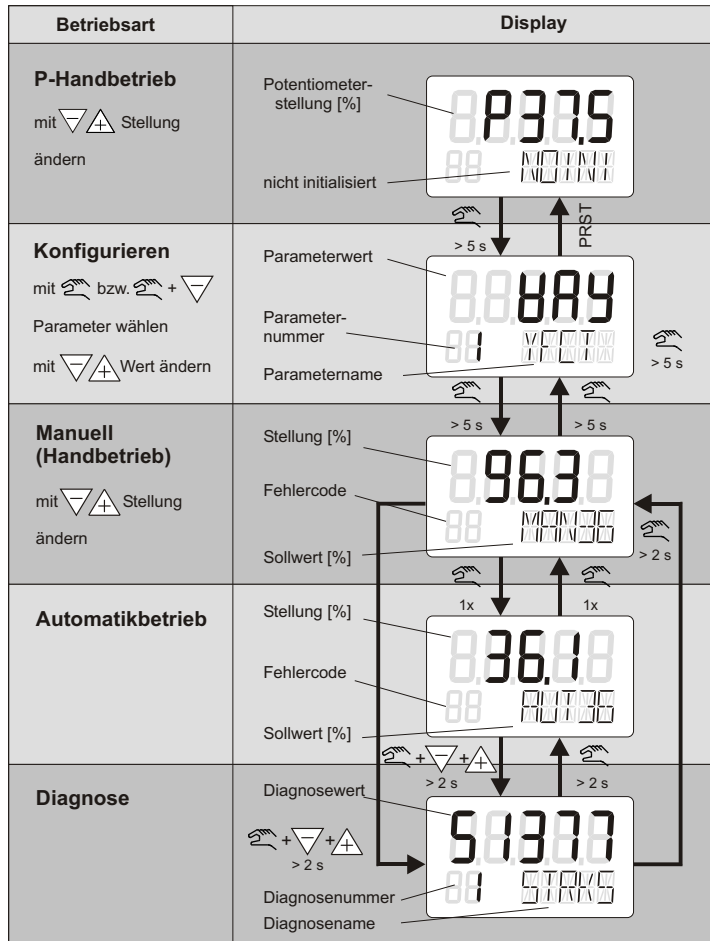 Betriebsart
Display
P-Handbetrieb
mit − + Stellung
ändern
Potentiometer-
stellung [%]
nicht initialisiert
P37.5
NOINI
> 5 s
PRST
Konfigurieren
mit bzw. + −
Parameter wählen
mit − + Wert ändern
Parameterwert
Parameter-
nummer
Parametername
WAY
1 YFCT
> 5 s
> 5 s
> 5 s
Manuell
(Handbetrieb)
mit − + Stellung
ändern
Stellung [%]
Fehlercode
Sollwert [%]
96.3
MAN36
> 2 s
1x
1x
Automatikbetrieb
Stellung [%]
Fehlercode
Sollwert [%]
36.1
AUT36
+ − + +
> 2 s
> 2 s
Diagnose
+ − + +
> 2 s
Diagnosewert
Diagnosenummer
Diagnosename
51377
1 STRKS